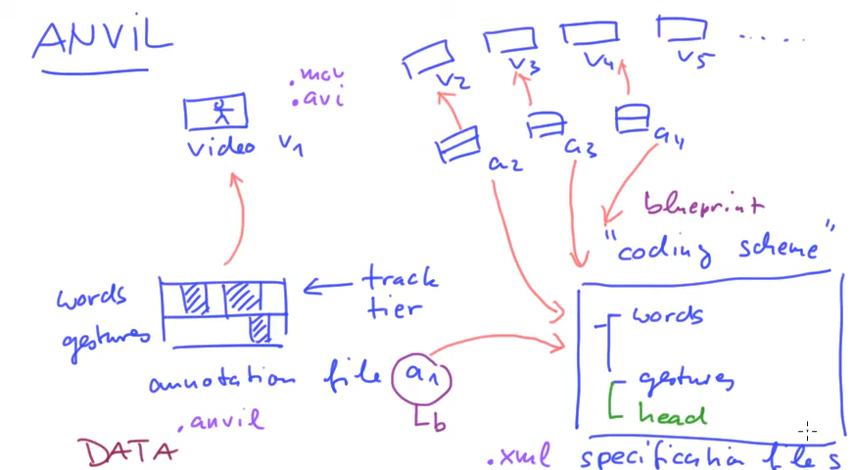 ANViL
v2
v3
v4
v5
.....
.mov
.avi
video v1
a2
a3
a4
blueprint
"coding scheme"
words
gestures
track
tier
words
gestures
head
annotation file a1
b
.anvil
DATA
.xml specification file s